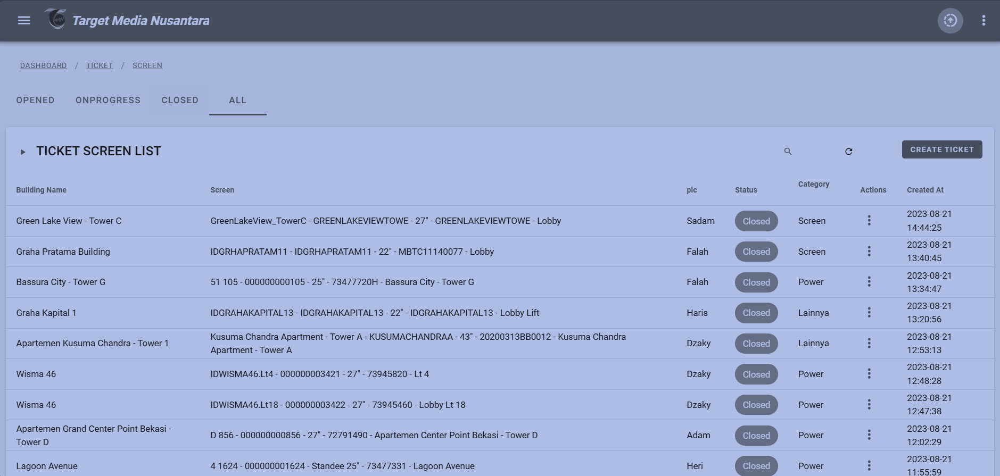 Target Media Nusantara
DASHBOARD / TICKET / SCREEN
OPENED ONPROGRESS CLOSED ALL
TICKET SCREEN LIST CREATE TICKET
Building Name Screen pic Status Category Actions Created At
Green Lake View - Tower C GreenLakeView_TowerC - GREENLAKEVIEWTOWE - 27" - GREENLAKEVIEWTOWE - Lobby Sadam Closed Screen 2023-08-21
14:44:25
Graha Pratama Building IDGRHAPRATAM11 - IDGRHAPRATAM11 - 22" - MBTC11140077 - Lobby Falah Closed Screen 2023-08-21
13:40:45
Bassura City - Tower G 51 105 - 000000000105 - 25" - 73477720H - Bassura City - Tower G Falah Closed Power 2023-08-21
13:34:47
Graha Kapital 1 IDGRAHAKAPITAL13 - IDGRAHAKAPITAL13 - 22" - IDGRAHAKAPITAL13 - Lobby Lift Haris Closed Lainnya 2023-08-21
13:20:56
Apartemen Kusuma Chandra - Tower 1 Kusuma Chandra Apartment - Tower A - KUSUMACHANDRAA - 43" - 20200313BB0012 - Kusuma Chandra Dzaky Closed Lainnya 2023-08-21
Apartment - Tower A 12:53:13
Wisma 46 IDWISMA46.Lt4 - 000000003421 - 27" - 73945820 - Lt 4 Dzaky Closed Power 2023-08-21
12:48:28
Wisma 46 IDWISMA46.Lt18 - 000000003422 - 27" - 73945460 - Lobby Lt 18 Dzaky Closed Power 2023-08-21
12:47:38
Apartemen Grand Center Point Bekasi - D 856 - 000000000856 - 27" - 72791490 - Apartemen Center Point Bekasi - Tower D Adam Closed Power 2023-08-21
Tower D 12:02:29
Lagoon Avenue 4 1624 - 000000001624 - Standee 25" - 73477331 - Lagoon Avenue Heri Closed Power 2023-08-21
11:55:59